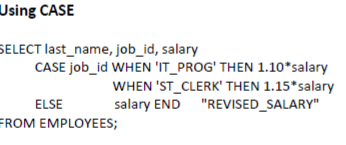 Using CASE
SELECT last_name, job_id, salary
CASE job_id WHEN 'IT_PROG' THEN 1.10*salary
WHEN 'ST_CLERK' THEN 1.15*salary
ELSE salary END "REVISED_SALARY"
FROM EMPLOYEES;